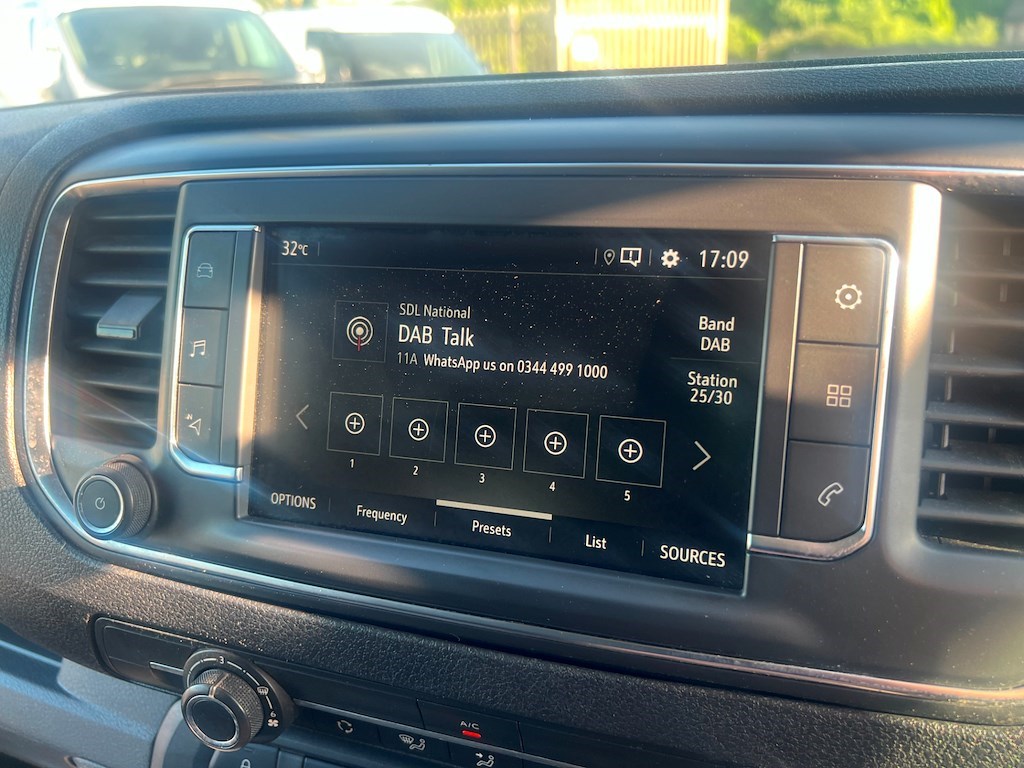 32°C
17:09
SDL National
DAB Talk
11A WhatsApp us on 0344 499 1000
Band
DAB
Station
25/30
1
2
3
4
5
OPTIONS
Frequency
Presets
List
SOURCES
N
3
6
A/C